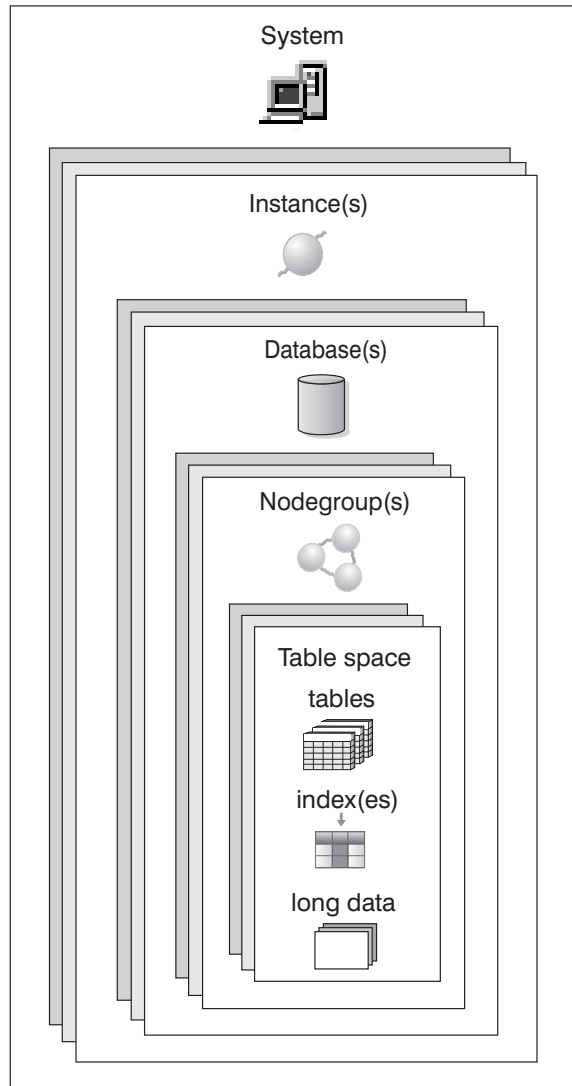 System
Instance(s)
Database(s)
Nodegroup(s)
Table space
tables
index(es)
long data